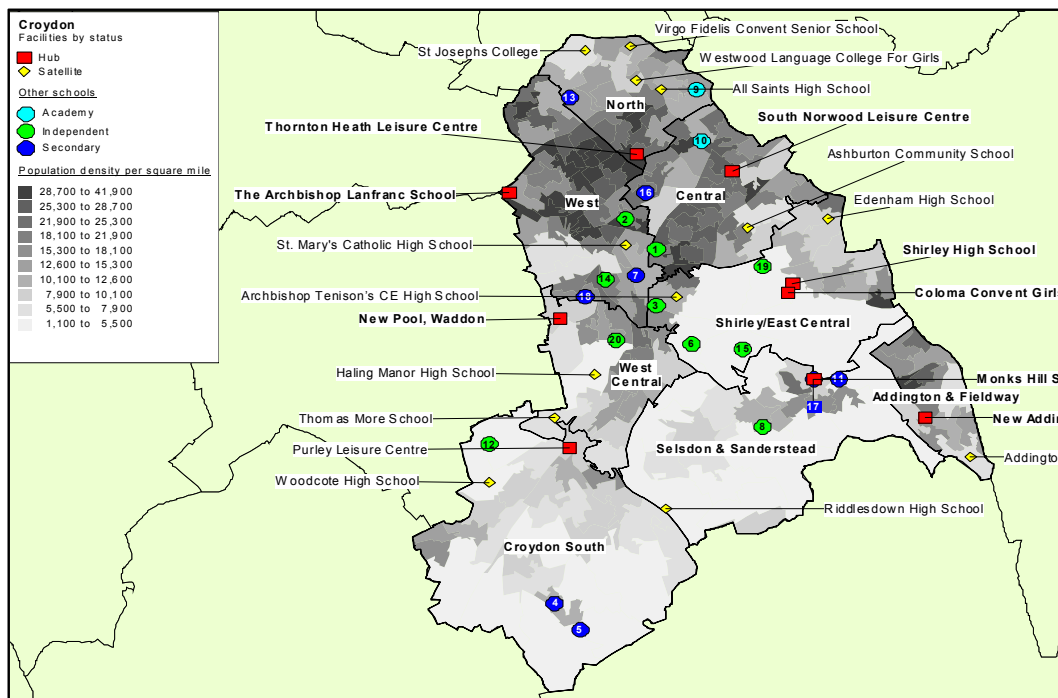 Croydon
Facilities by status
Hub
Satellite
Other schools
Academy
Independent
Secondary
Population density per square mile
28,700 to 41,900
25,300 to 28,700
21,900 to 25,300
18,100 to 21,900
15,300 to 18,100
12,600 to 15,300
10,100 to 12,600
7,900 to 10,100
5,500 to 7,900
1,100 to 5,500
Virgo Fidelis Convent Senior School
St Josephs College
Westwood Language College For Girls
All Saints High School
9
13
North
South Norwood Leisure Centre
Thornton Heath Leisure Centre
10
Ashburton Community School
The Archbishop Lanfranc School
16
Central
Edenham High School
West
2
St. Mary's Catholic High School
1
Shirley High School
19
7
14
Archbishop Tenison's CE High School
18
Coloma Convent Girls
3
New Pool, Waddon
Shirley/East Central
20
6
15
West
Central
Haling Manor High School
Monks Hill S
11
Addington & Fieldway
17
Thomas More School
New Addin
8
12
Purley Leisure Centre
Selsdon & Sanderstead
Addington
Woodcote High School
Riddlesdown High School
Croydon South
4
5